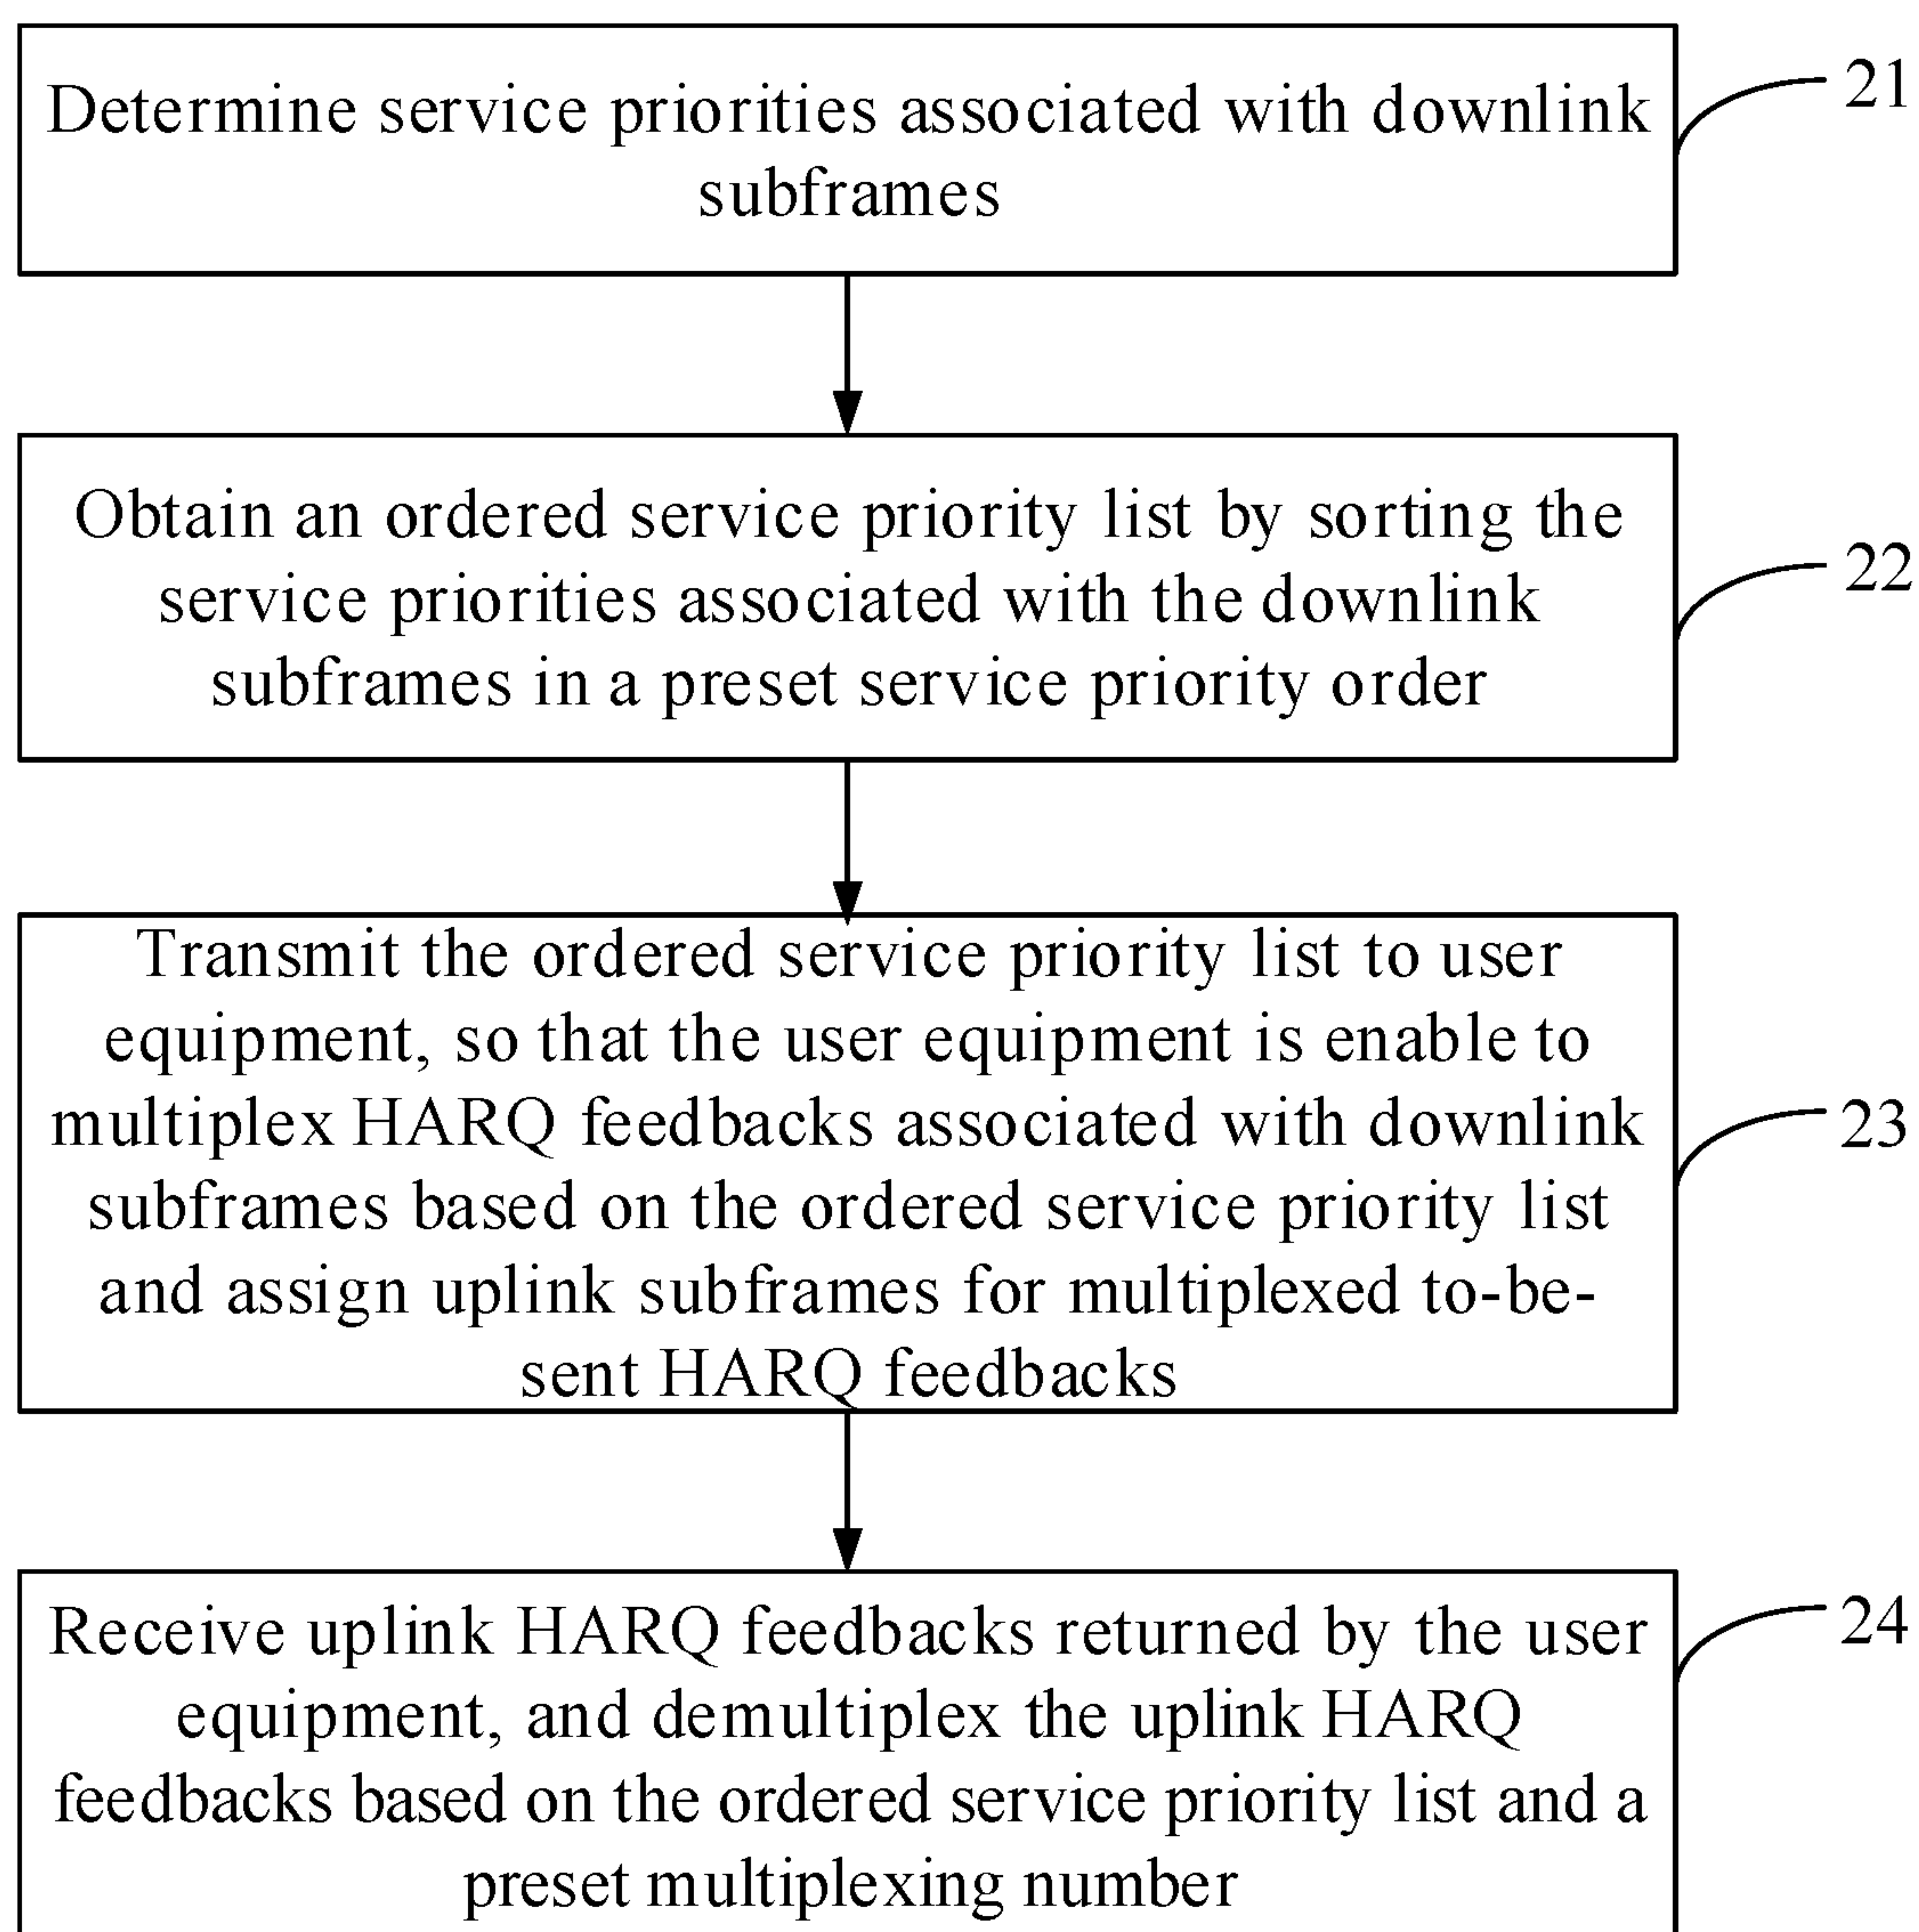 Determine service priorities associated with downlink
subframes
21
Obtain an ordered service priority list by sorting the
service priorities associated with the downlink
subframes in a preset service priority order
22
Transmit the ordered service priority list to user
equipment, so that the user equipment is enable to
multiplex HARQ feedbacks associated with downlink
subframes based on the ordered service priority list
and assign uplink subframes for multiplexed to-be-
sent HARQ feedbacks
23
Receive uplink HARQ feedbacks returned by the user
equipment, and demultiplex the uplink HARQ
feedbacks based on the ordered service priority list and a
preset multiplexing number
24